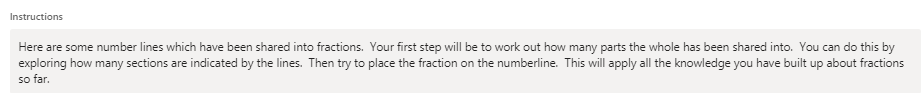 Instructions
Here are some number lines which have been shared into fractions.  Your first step will be to work out how many parts the whole has been shared into.  You can do this by
exploring how many sections are indicated by the lines.  Then try to place the fraction on the numberline.  This will apply all the knowledge you have built up about fractions
so far.